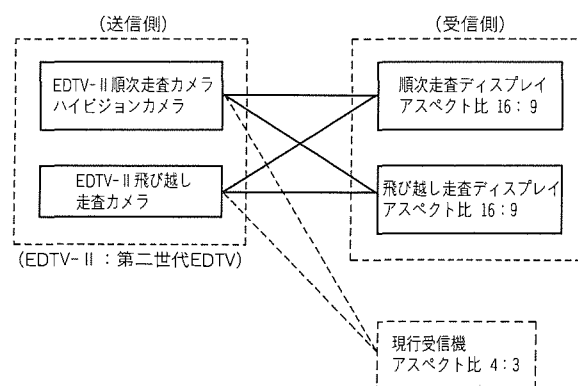 (送信側)
(受信側)
EDTV-Ⅱ順次走査カメラ
ハイビジョンカメラ
順次走査ディスプレイ
アスペクト比 16:9
EDTV-Ⅱ飛び越し
走査カメラ
飛び越し走査ディスプレイ
アスペクト比 16:9
(EDTV-Ⅱ:第二世代EDTV)
現行受信機
アスペクト比 4:3